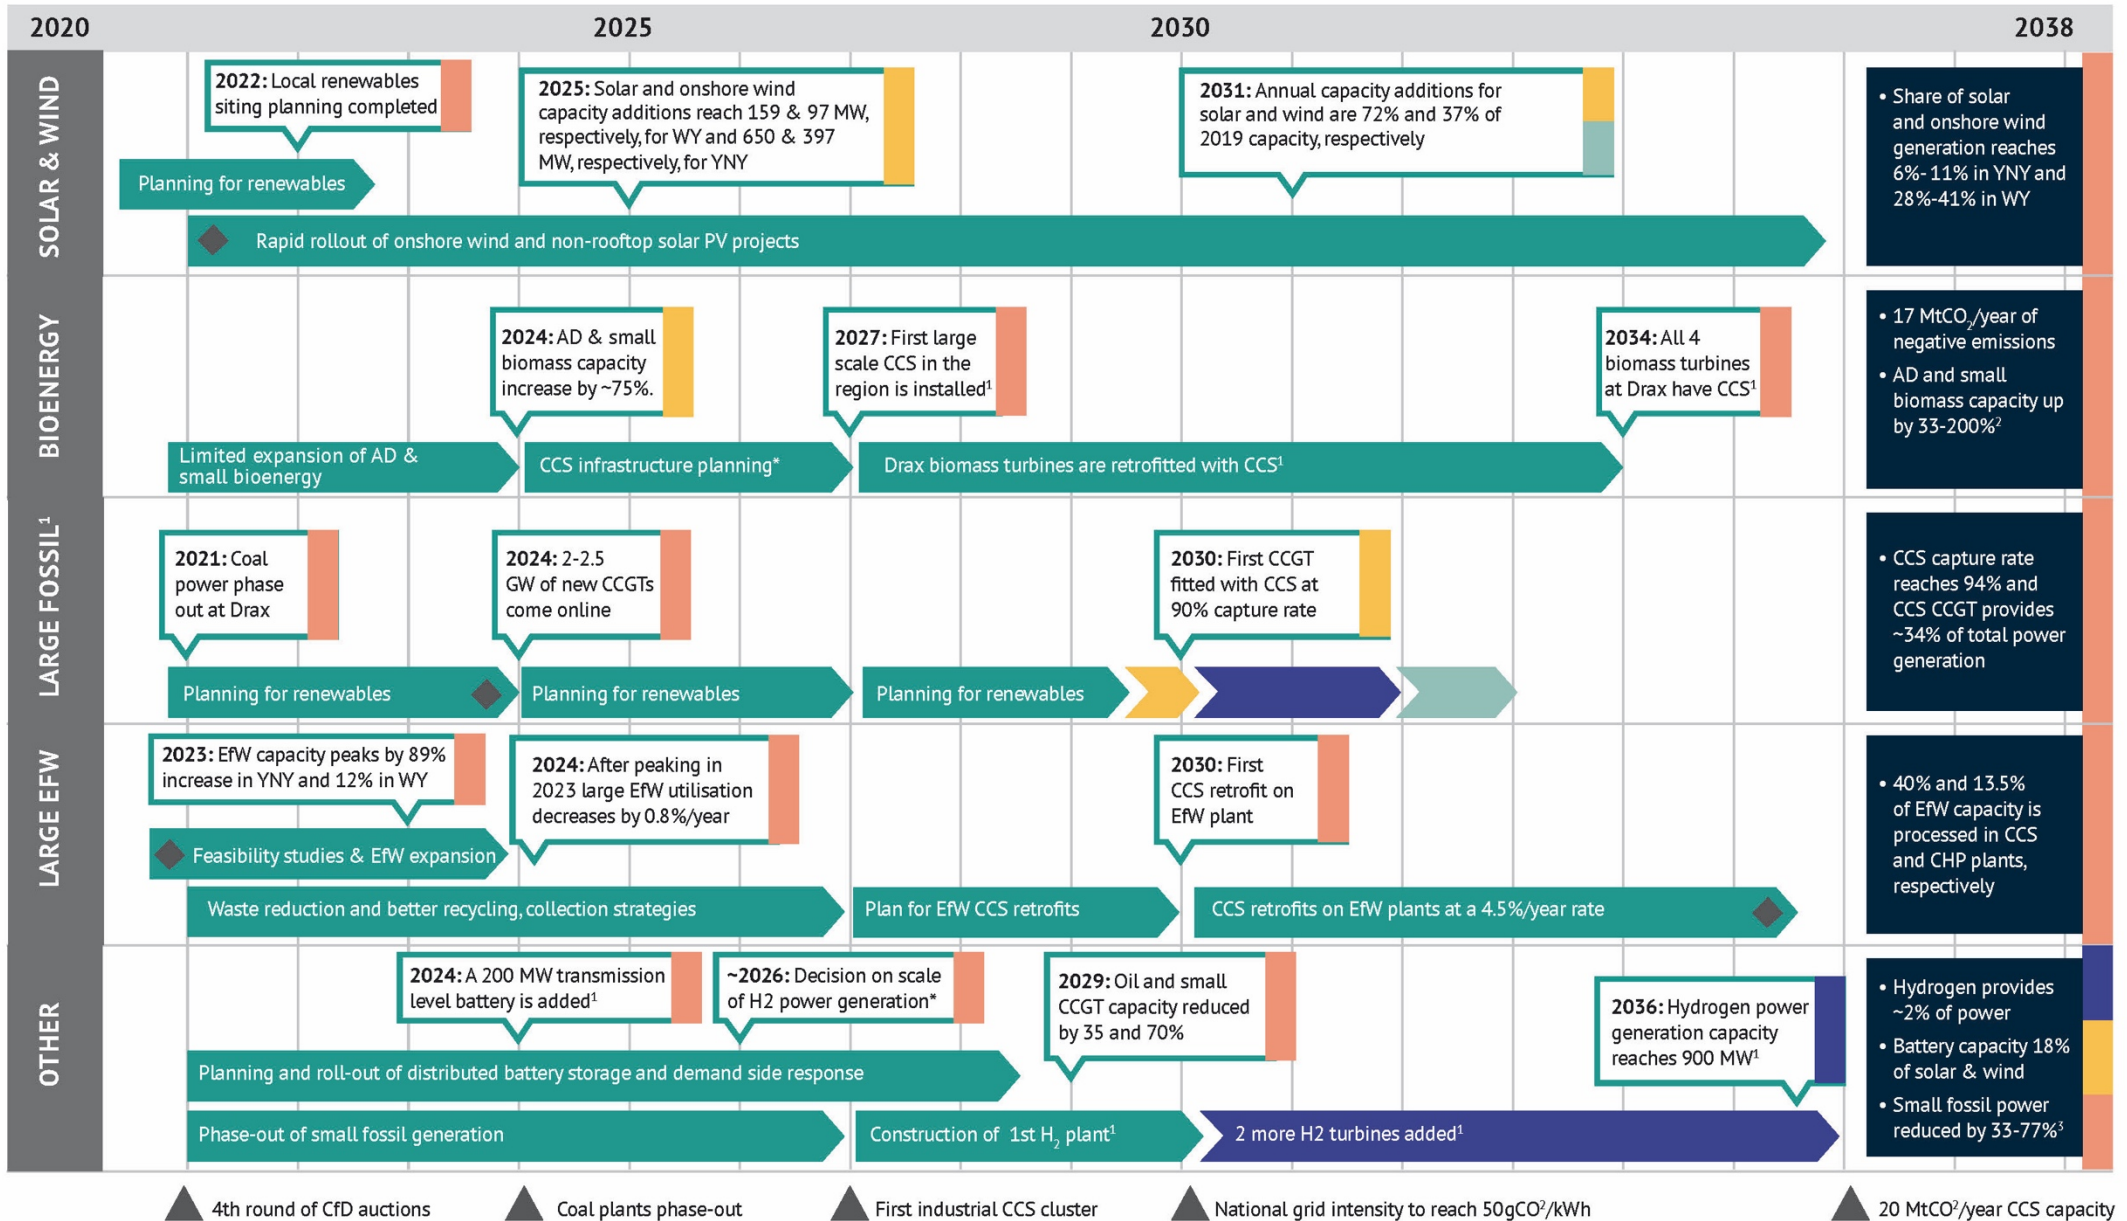 2020
2025
2030
2038
SOLAR & WIND
2022: Local renewables
siting planning completed
2025: Solar and onshore wind
capacity additions reach 159 & 97 MW,
respectively, for WY and 650 & 397
MW, respectively, for YNY
2031: Annual capacity additions for
solar and wind are 72% and 37% of
2019 capacity, respectively
Planning for renewables
Rapid rollout of onshore wind and non-rooftop solar PV projects
• Share of solar
and onshore wind
generation reaches
6%- 11% in YNY and
28%-41% in WY
BIOENERGY
2024: AD & small
biomass capacity
increase by ~75%.
2027: First large
scale CCS in the
region is installed¹
2034: All 4
biomass turbines
at Drax have CCS¹
Limited expansion of AD &
small bioenergy
CCS infrastructure planning*
Drax biomass turbines are retrofitted with CCS¹
• 17 MtCO₂/year of
negative emissions
• AD and small
biomass capacity up
by 33-200%²
LARGE FOSSIL¹
2021: Coal
power phase
out at Drax
2024: 2-2.5
GW of new CCGTs
come online
2030: First CCGT
fitted with CCS at
90% capture rate
Planning for renewables
Planning for renewables
Planning for renewables
• CCS capture rate
reaches 94% and
CCS CCGT provides
~34% of total power
generation
LARGE EFW
2023: EfW capacity peaks by 89%
increase in YNY and 12% in WY
2024: After peaking in
2023 large EfW utilisation
decreases by 0.8%/year
2030: First
CCS retrofit on
EfW plant
Feasibility studies & EfW expansion
Waste reduction and better recycling, collection strategies
Plan for EfW CCS retrofits
CCS retrofits on EfW plants at a 4.5%/year rate
• 40% and 13.5%
of EfW capacity is
processed in CCS
and CHP plants,
respectively
OTHER
2024: A 200 MW transmission
level battery is added¹
~2026: Decision on scale
of H2 power generation*
2029: Oil and small
CCGT capacity reduced
by 35 and 70%
2036: Hydrogen power
generation capacity
reaches 900 MW¹
Planning and roll-out of distributed battery storage and demand side response
Phase-out of small fossil generation
Construction of 1st H₂ plant¹
2 more H2 turbines added¹
• Hydrogen provides
~2% of power
• Battery capacity 18%
of solar & wind
• Small fossil power
reduced by 33-77%³
4th round of CfD auctions
Coal plants phase-out
First industrial CCS cluster
National grid intensity to reach 50gCO²/kWh
20 MtCO²/year CCS capacity